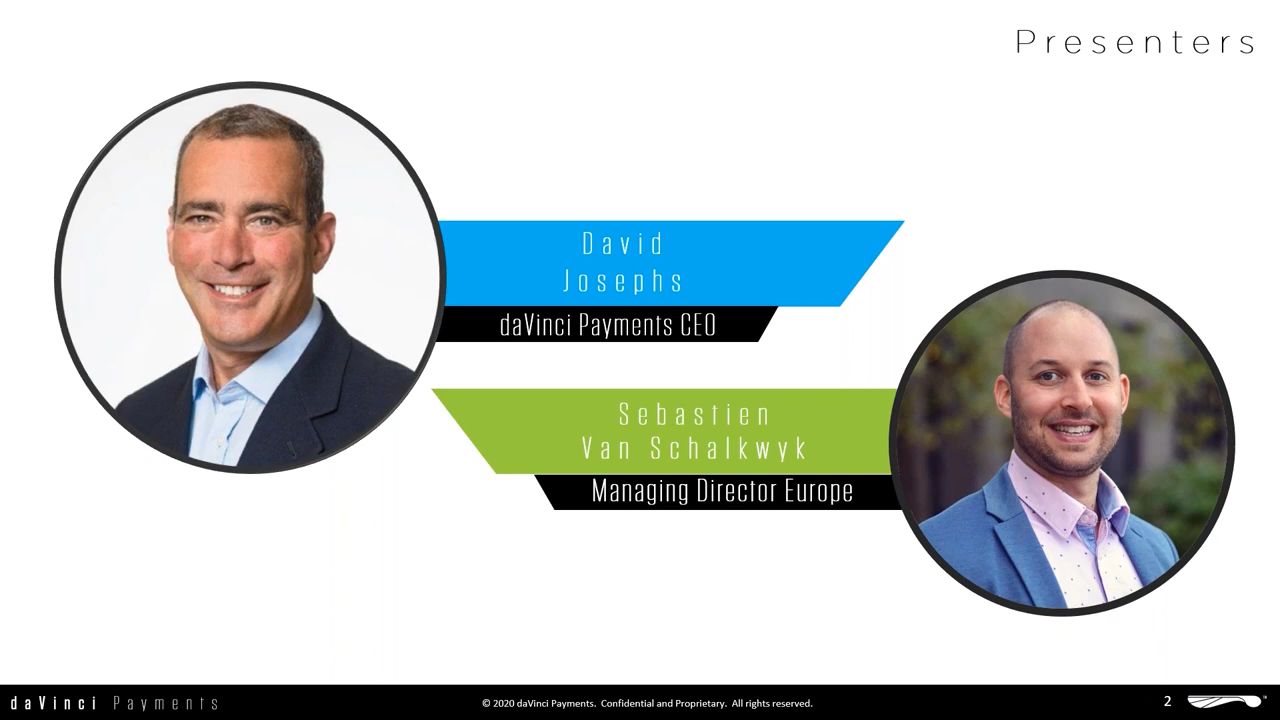 Presenters
David
Josephs
daVinci Payments CEO
Sebastien
Van Schalkwyk
Managing Director Europe
daVinci Payments
© 2020 daVinci Payments. Confidential and Proprietary. All rights reserved.
2
™